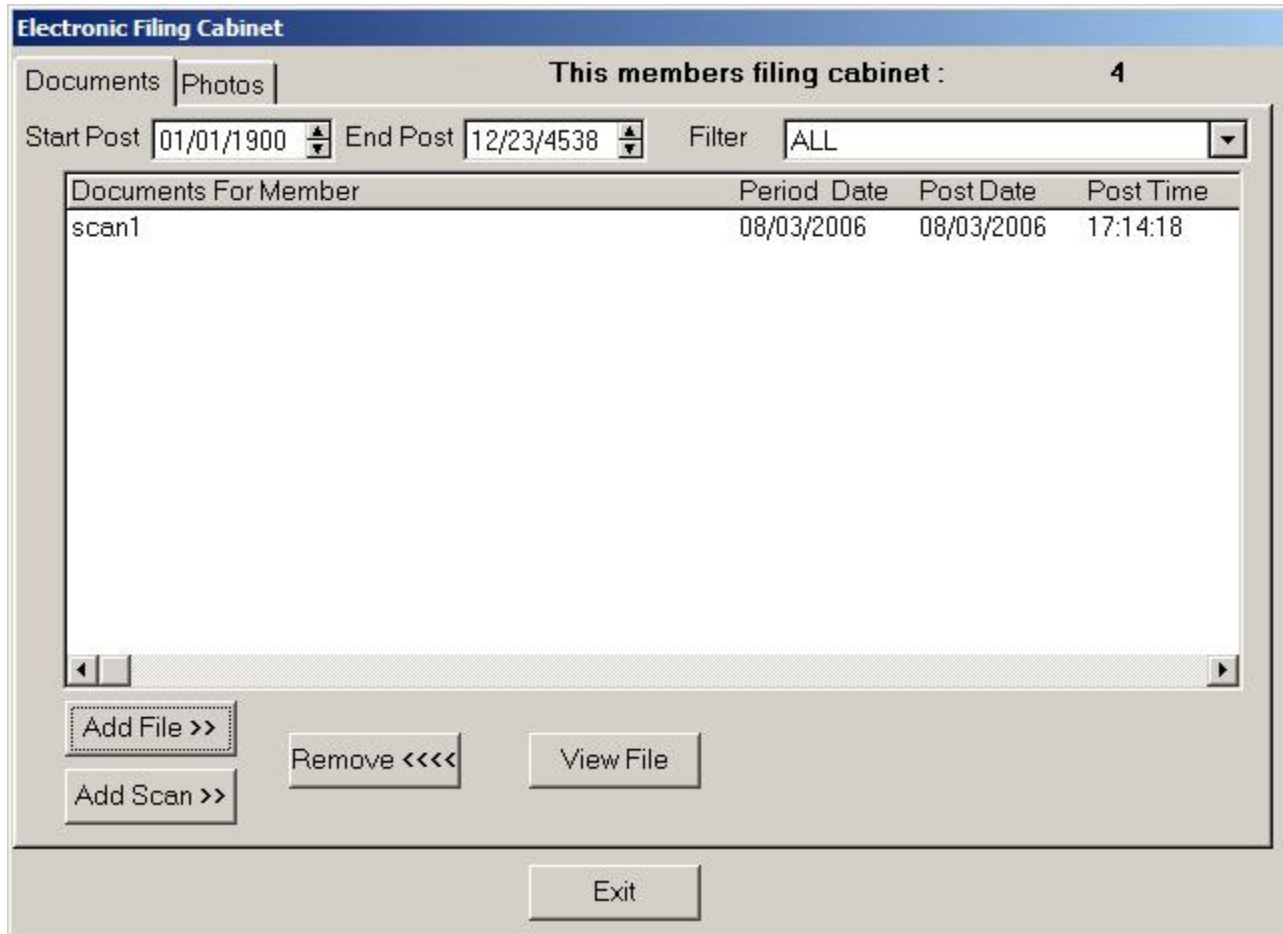 Electronic Filing Cabinet
Documents Photos This members filing cabinet : 4
Start Post 01/01/1900 End Post 12/23/4538 Filter ALL
Documents For Member Period Date Post Date Post Time
scan1 08/03/2006 08/03/2006 17:14:18
Add File >>
Remove <<<< View File
Add Scan >>
Exit